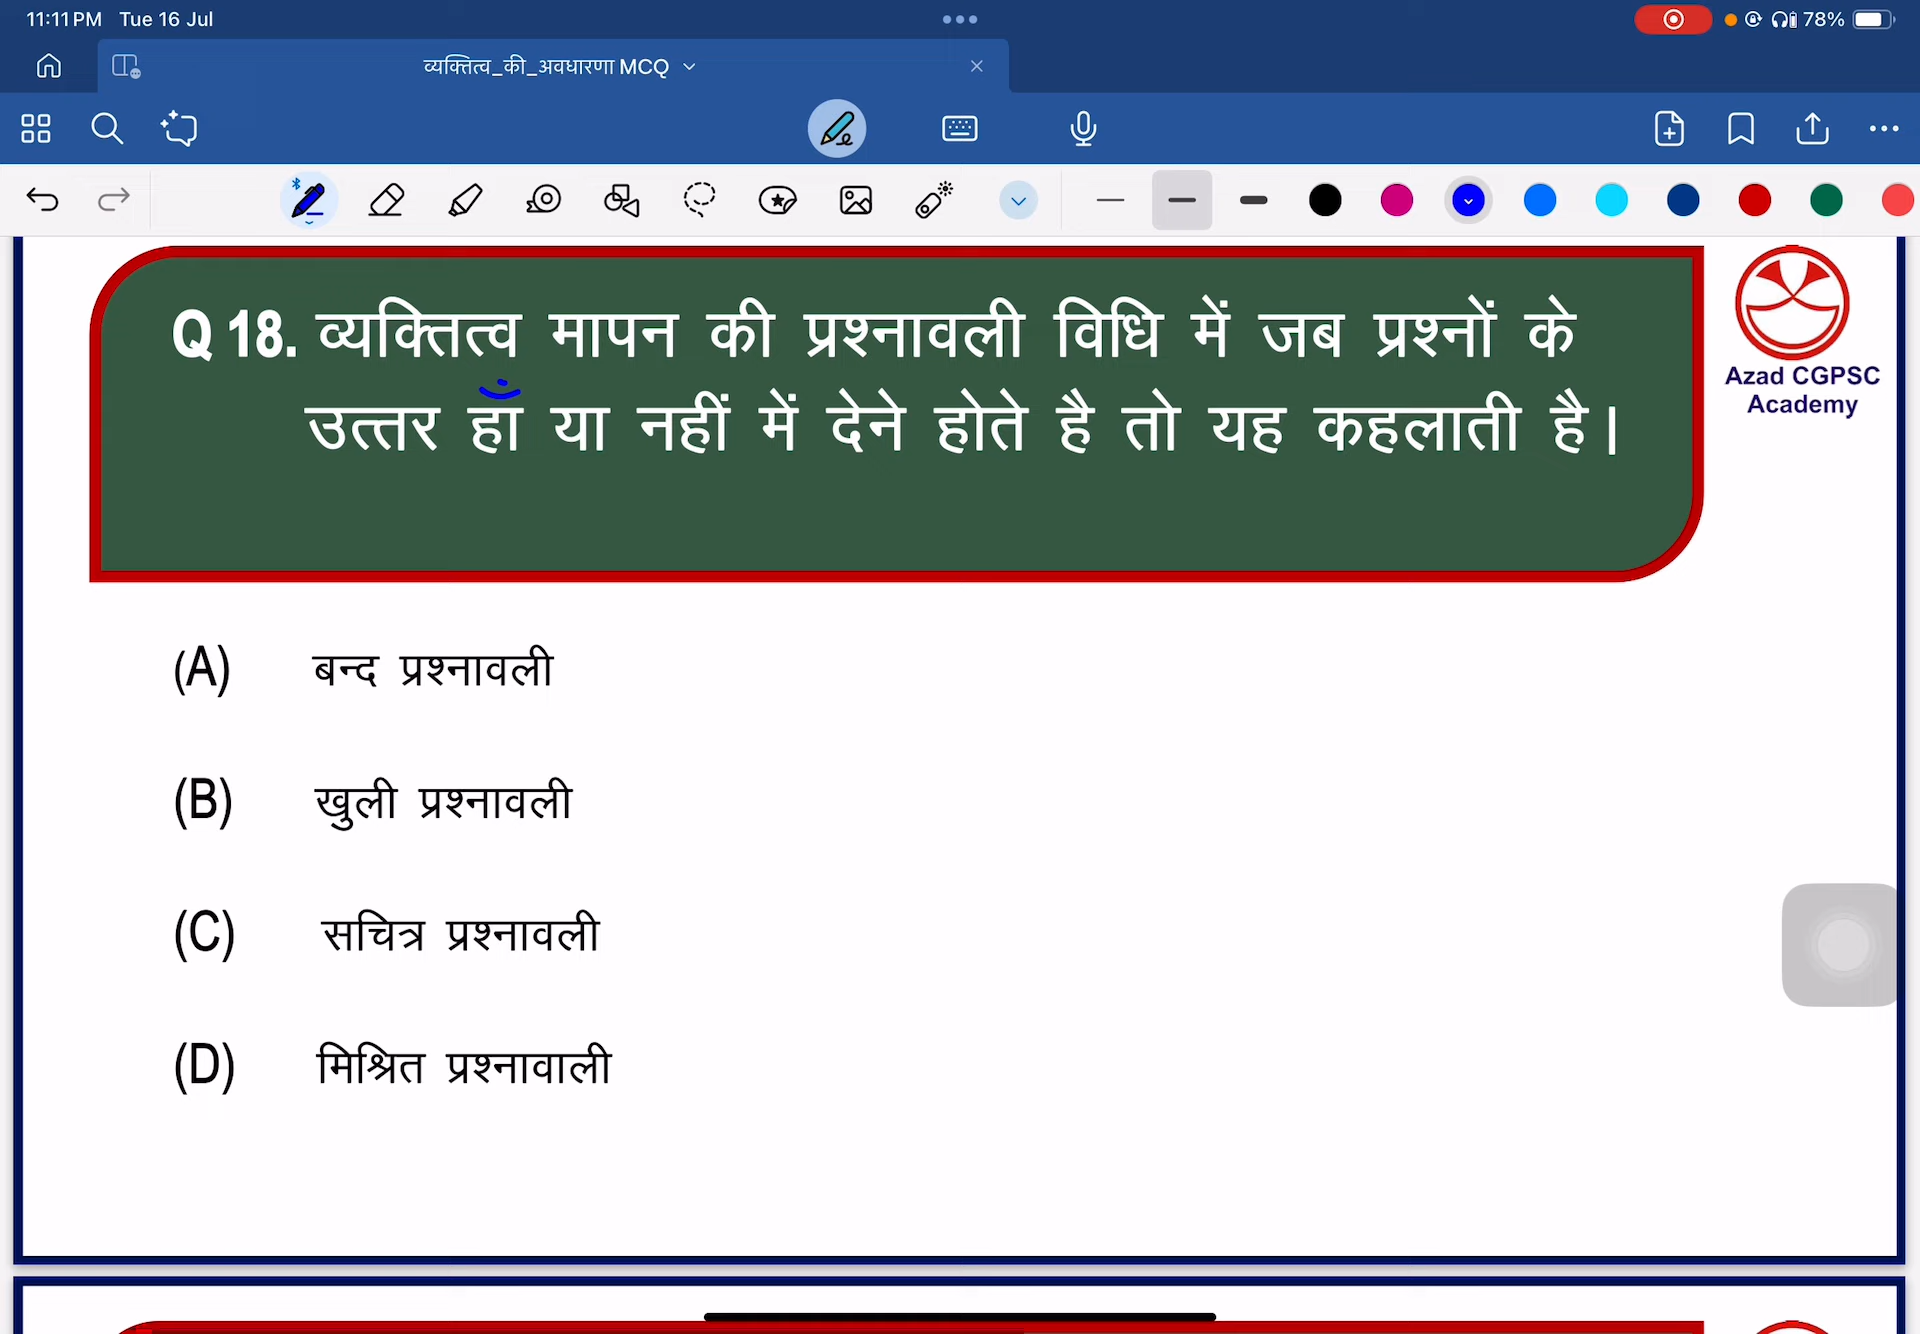 11:11 PM Tue 16 Jul
78%
व्यक्तित्व_की_अवधारणा MCQ
Q 18. व्यक्तित्व मापन की प्रश्नावली विधि में जब प्रश्नों के
उत्तर हाँ या नहीं में देने होते है तो यह कहलाती है।
Azad CGPSC
Academy
(A) बन्द प्रश्नावली
(B) खुली प्रश्नावली
(C) सचित्र प्रश्नावली
(D) मिश्रित प्रश्नावाली